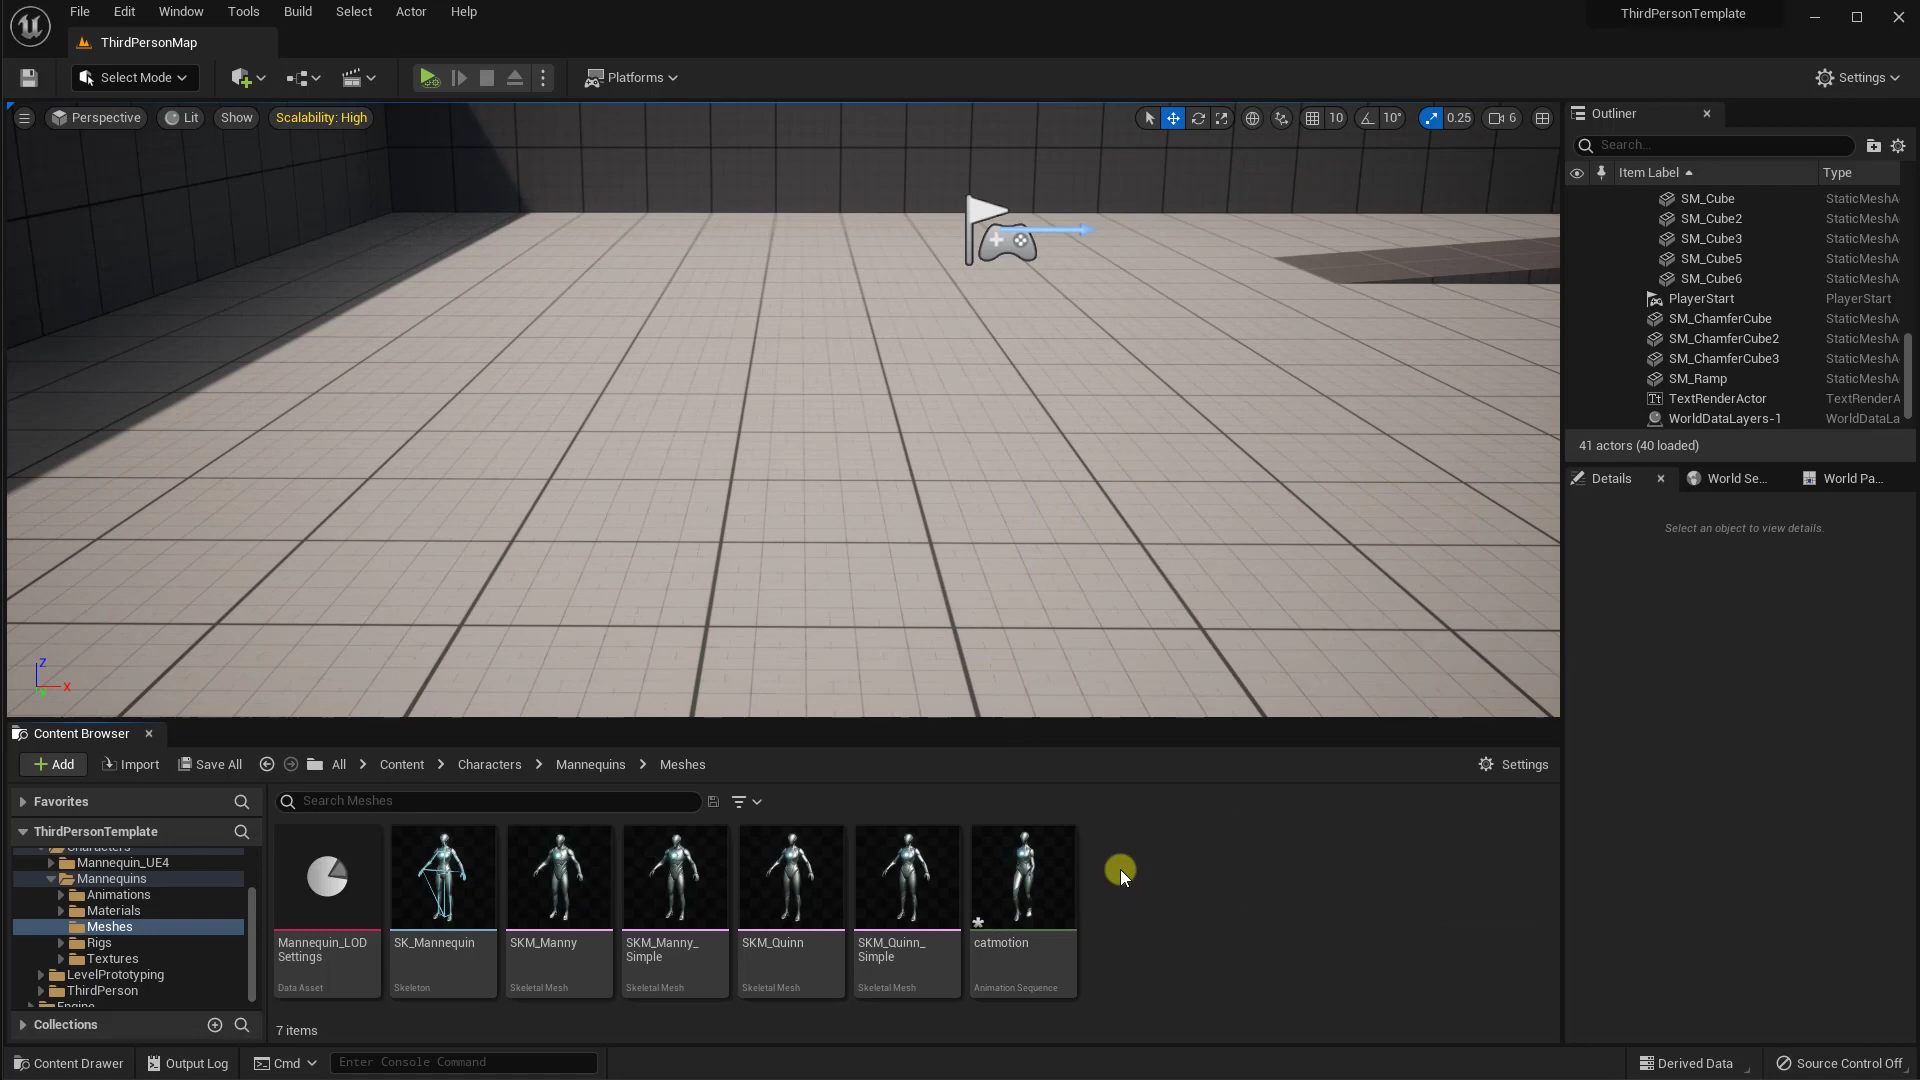 File Edit Window Tools Build Select Actor Help
ThirdPersonTemplate
ThirdPersonMap
Select Mode
Platforms
Settings
Perspective Lit Show Scalability: High
10 10° 0.25 6
Outliner
Search...
Item Label Type
SM_Cube StaticMeshA
SM_Cube2 StaticMeshA
SM_Cube3 StaticMeshA
SM_Cube5 StaticMeshA
SM_Cube6 StaticMeshA
PlayerStart PlayerStart
SM_ChamferCube StaticMeshA
SM_ChamferCube2 StaticMeshA
SM_ChamferCube3 StaticMeshA
SM_Ramp StaticMeshA
TextRenderActor TextRenderA
WorldDataLayers-1 WorldDataLa
41 actors (40 loaded)
Details World Se... World Pa...
Select an object to view details.
Z
X
Y
Content Browser
Add Import Save All All Content Characters Mannequins Meshes Settings
Favorites
ThirdPersonTemplate
Characters
Mannequin_UE4
Mannequins
Animations
Materials
Meshes
Rigs
Textures
LevelPrototyping
ThirdPerson
Engine
Collections
Search Meshes
Mannequin_LOD
Settings
Data Asset
SK_Mannequin
Skeleton
SKM_Manny
Skeletal Mesh
SKM_Manny_
Simple
Skeletal Mesh
SKM_Quinn
Skeletal Mesh
SKM_Quinn_
Simple
Skeletal Mesh
catmotion
Animation Sequence
7 items
Content Drawer Output Log Cmd Enter Console Command Derived Data Source Control Off